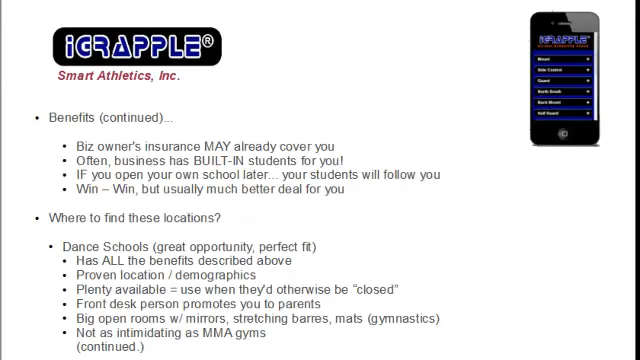 iGRAPPLE®
Smart Athletics, Inc.
iGRAPPLE
Mount +
Side Control +
Guard +
North South +
Back Mount +
Half Guard +
• Benefits (continued)...
• Biz owner's insurance MAY already cover you
• Often, business has BUILT-IN students for you!
• IF you open your own school later... your students will follow you
• Win – Win, but usually much better deal for you
• Where to find these locations?
• Dance Schools (great opportunity, perfect fit)
• Has ALL the benefits described above
• Proven location / demographics
• Plenty available = use when they'd otherwise be “closed”
• Front desk person promotes you to parents
• Big open rooms w/ mirrors, stretching barres, mats (gymnastics)
• Not as intimidating as MMA gyms
(continued.)